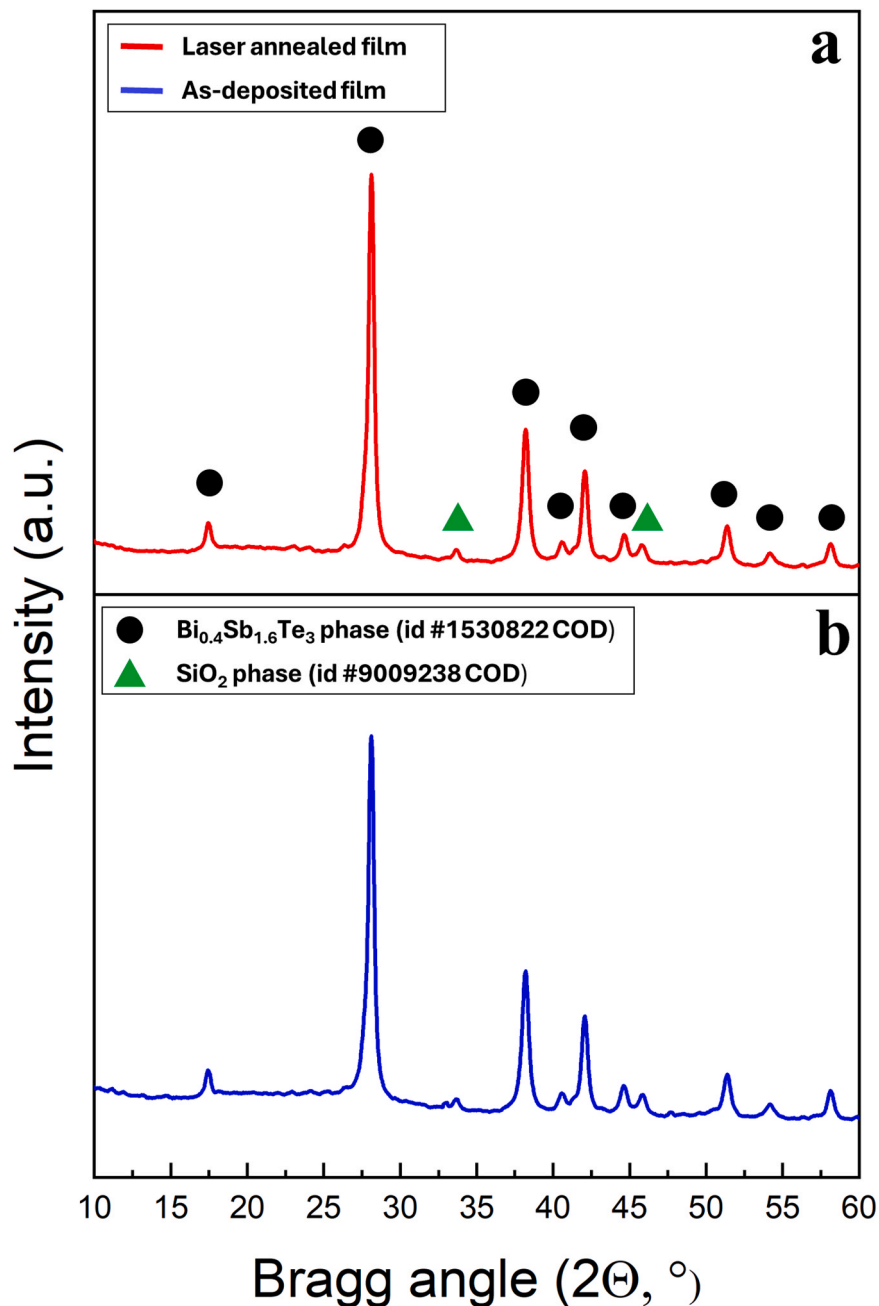 a
Laser annealed film
As-deposited film
Intensity (a.u.)
b
Bi₀.₄Sb₁.₆Te₃ phase (id #1530822 COD)
SiO₂ phase (id #9009238 COD)
10 15 20 25 30 35 40 45 50 55 60
Bragg angle (2Θ, °)